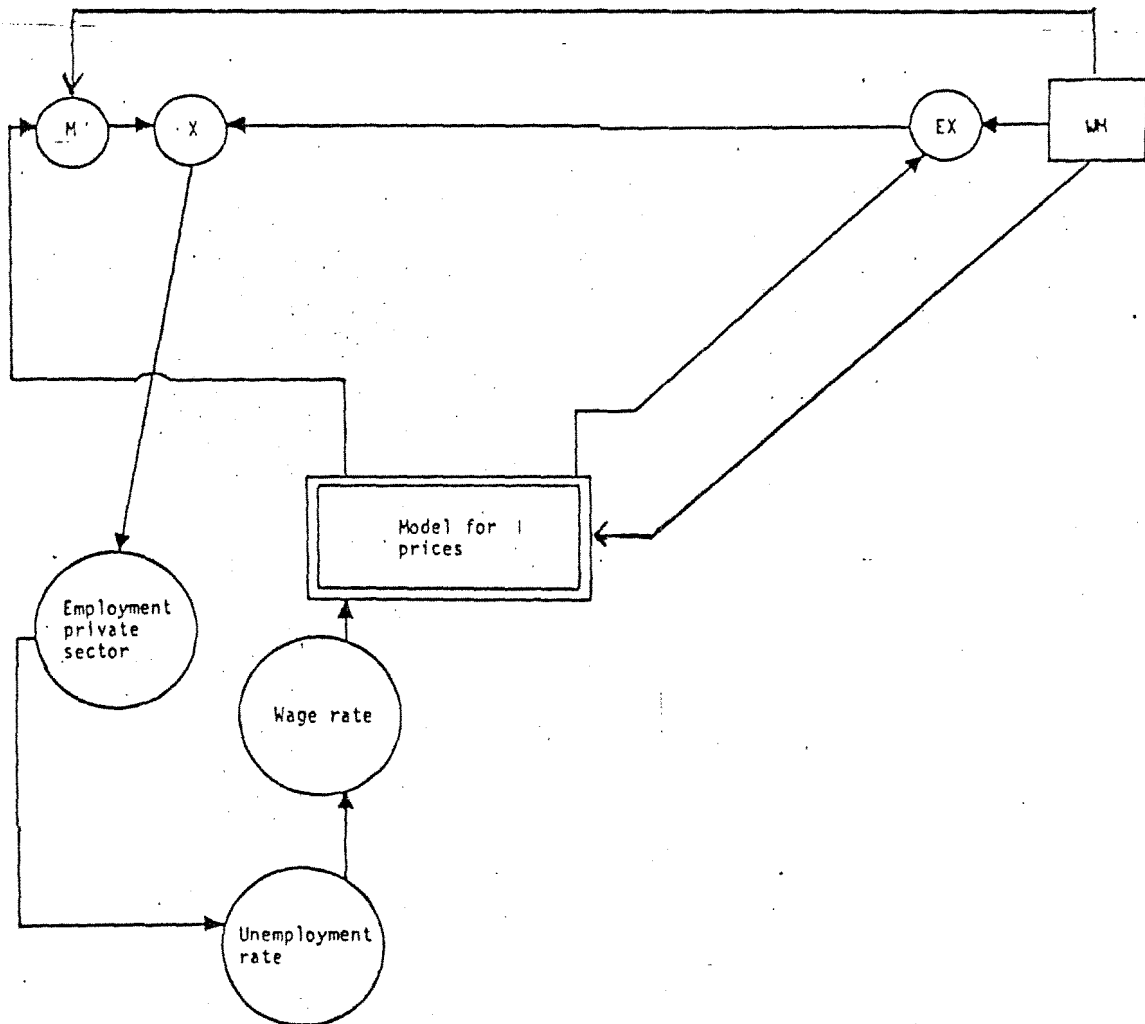 M
X
EX
WM
Model for
prices
Employment
private
sector
Wage rate
Unemployment
rate